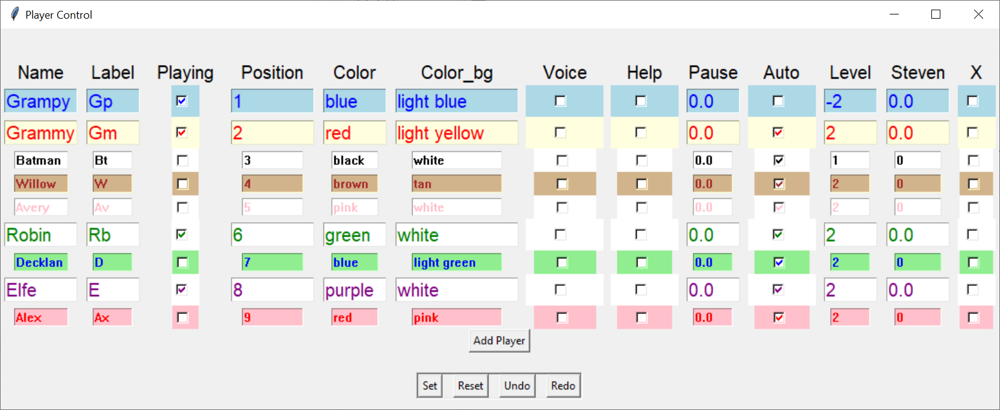 Player Control
Name Label Playing Position Color Color_bg Voice Help Pause Auto Level Steven X
Grampy Gp 1 blue light blue 0.0 -2 0.0
Grammy Gm 2 red light yellow 0.0 2 0.0
Batman Bt 3 black white 0.0 1 0
Willow W 4 brown tan 0.0 2 0
Avery Av 5 pink white 0.0 2 0
Robin Rb 6 green white 0.0 2 0.0
Decklan D 7 blue light green 0.0 2 0
Elfe E 8 purple white 0.0 2 0.0
Alex Ax 9 red pink 0.0 2 0
Add Player
Set Reset Undo Redo